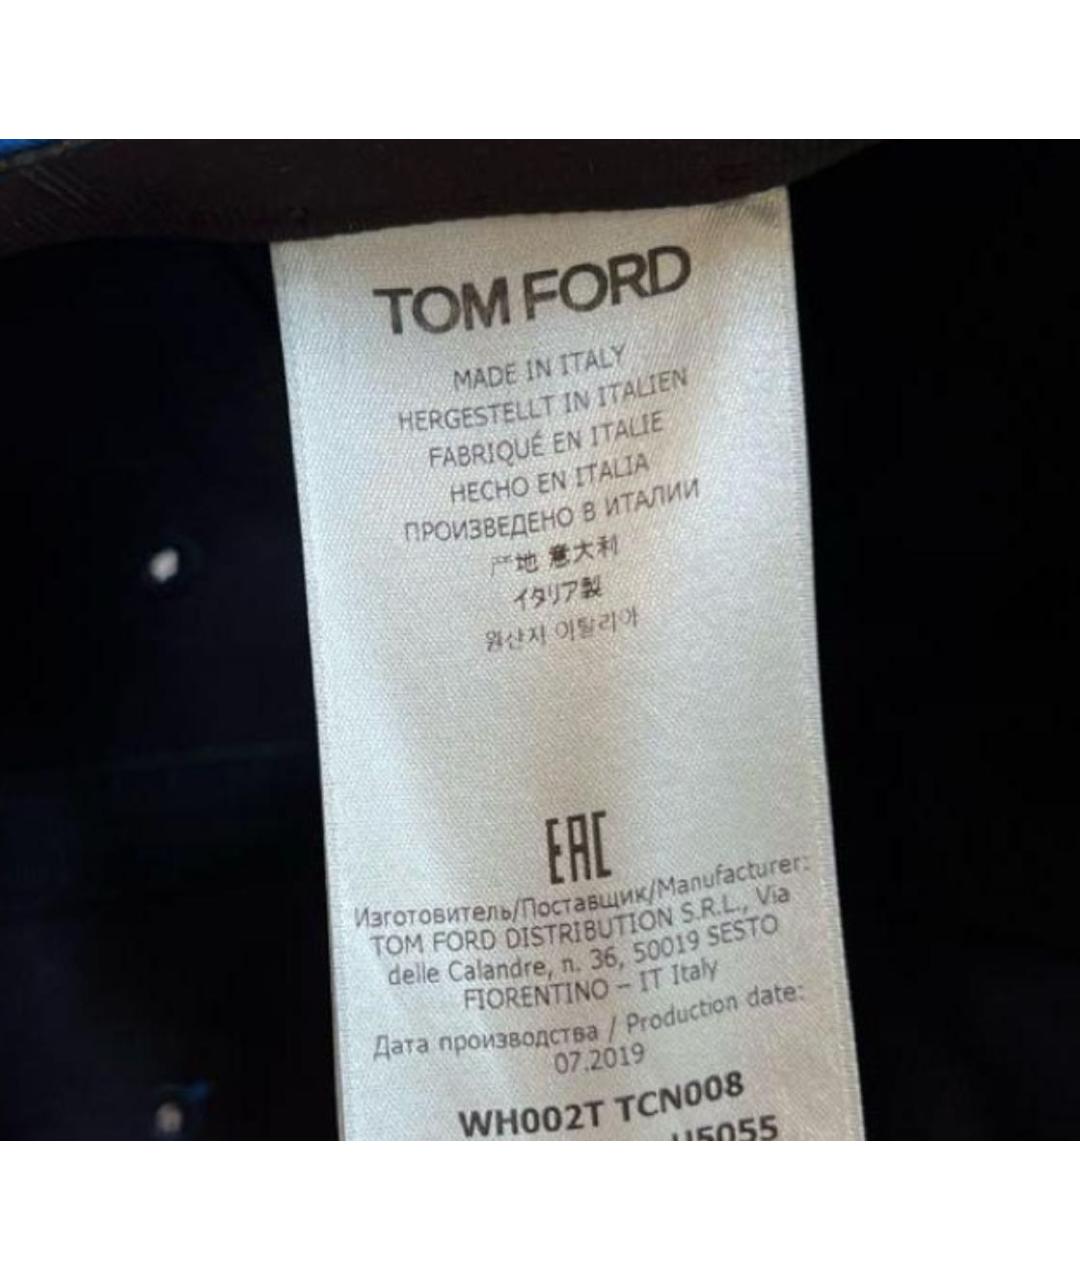 TOM FORD
MADE IN ITALY
HERGESTELLT IN ITALIEN
FABRIQUÉ EN ITALIE
HECHO EN ITALIA
ПРОИЗВЕДЕНО В ИТАЛИИ
产地 意大利
イタリア製
원산지 이탈리아
EAC
Изготовитель/Поставщик/Manufacturer:
TOM FORD DISTRIBUTION S.R.L., Via
delle Calandre, n. 36, 50019 SESTO
FIORENTINO – IT Italy
Дата производства / Production date:
07.2019
WH002T TCN008
U5055